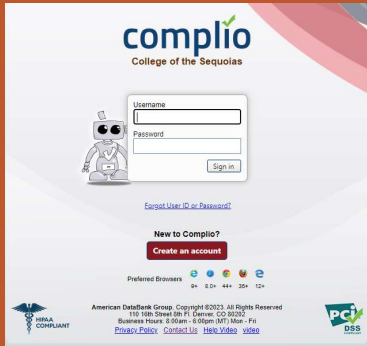 complio
College of the Sequoias
Username
Password
Sign in
Forgot User ID or Password?
New to Complio?
Create an account
Preferred Browsers
9+ 8.0+ 44+ 36+ 12+
American DataBank Group, Copyright ©2023. All Rights Reserved
110 16th Street 8th Fl. Denver, CO 80202
Business Hours: 8:00am - 6:00pm (MT) Mon - Fri
Privacy Policy Contact Us Help Video video
HIPAA
COMPLIANT
PCI
DSS
COMPLIANT